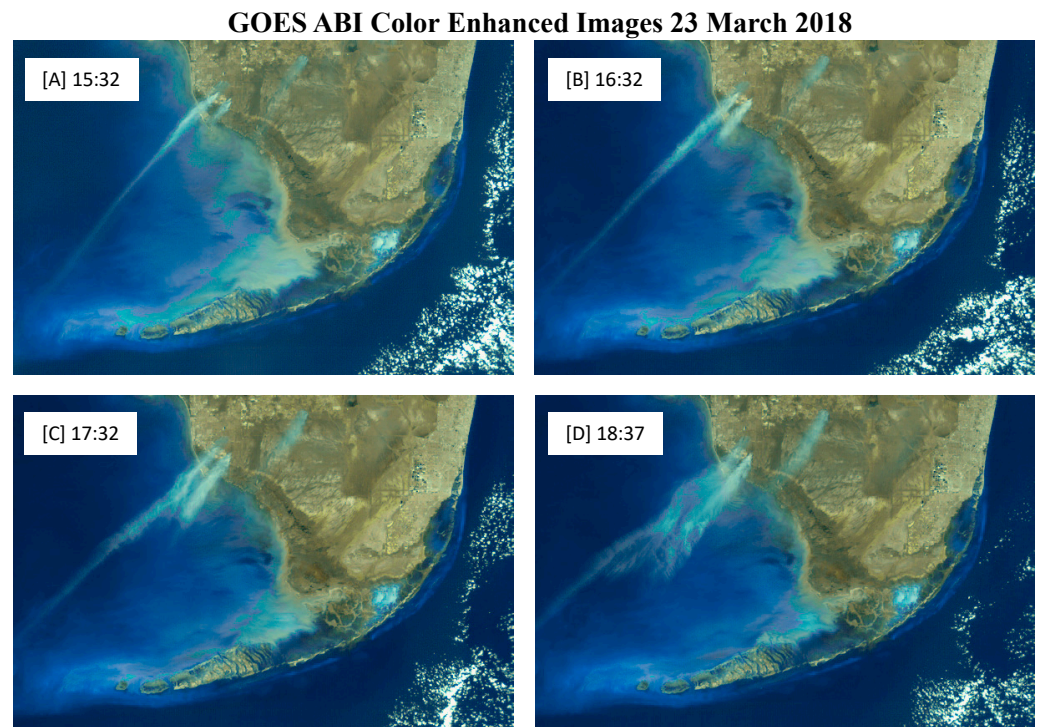 GOES ABI Color Enhanced Images 23 March 2018
[A] 15:32
[B] 16:32
[C] 17:32
[D] 18:37